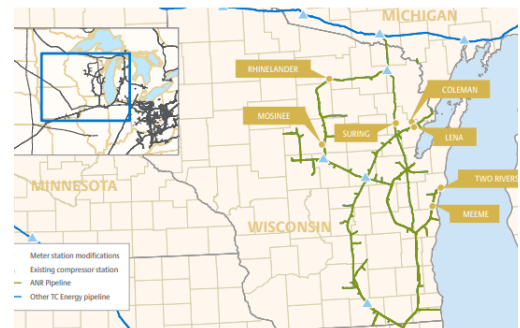 MICHIGAN
RHINELANDER
COLEMAN
MOSINEE
SURING
LENA
TWO RIVERS
MINNESOTA
WISCONSIN
MEEME
Meter station modifications
Existing compressor station
ANR Pipeline
Other TC Energy pipeline